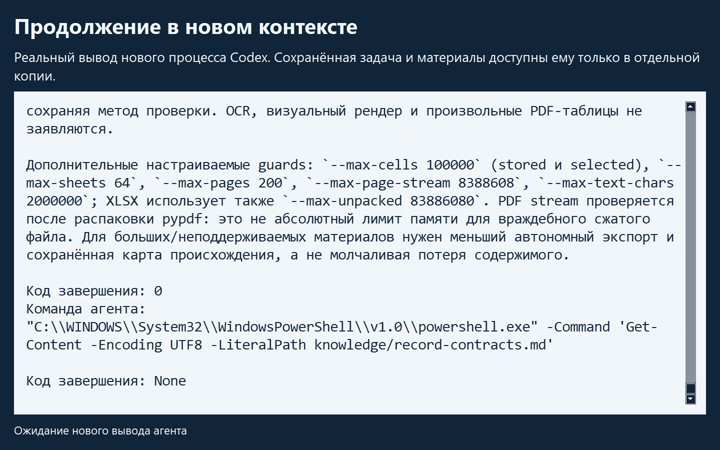 Продолжение в новом контексте
Реальный вывод нового процесса Codex. Сохранённая задача и материалы доступны ему только в отдельной
копии.
сохраняя метод проверки. OCR, визуальный рендер и произвольные PDF-таблицы не
заявляются.
Дополнительные настраиваемые guards: `--max-cells 100000` (stored и selected), `--
max-sheets 64`, `--max-pages 200`, `--max-page-stream 8388608`, `--max-text-chars
2000000`; XLSX использует также `--max-unpacked 83886080`. PDF stream проверяется
после распаковки pypdf: это не абсолютный лимит памяти для враждебного сжатого
файла. Для больших/неподдерживаемых материалов нужен меньший автономный экспорт и
сохранённая карта происхождения, а не молчаливая потеря содержимого.
Код завершения: 0
Команда агента:
"C:\\WINDOWS\\System32\\WindowsPowerShell\\v1.0\\powershell.exe" -Command 'Get-
Content -Encoding UTF8 -LiteralPath knowledge/record-contracts.md'
Код завершения: None
Ожидание нового вывода агента